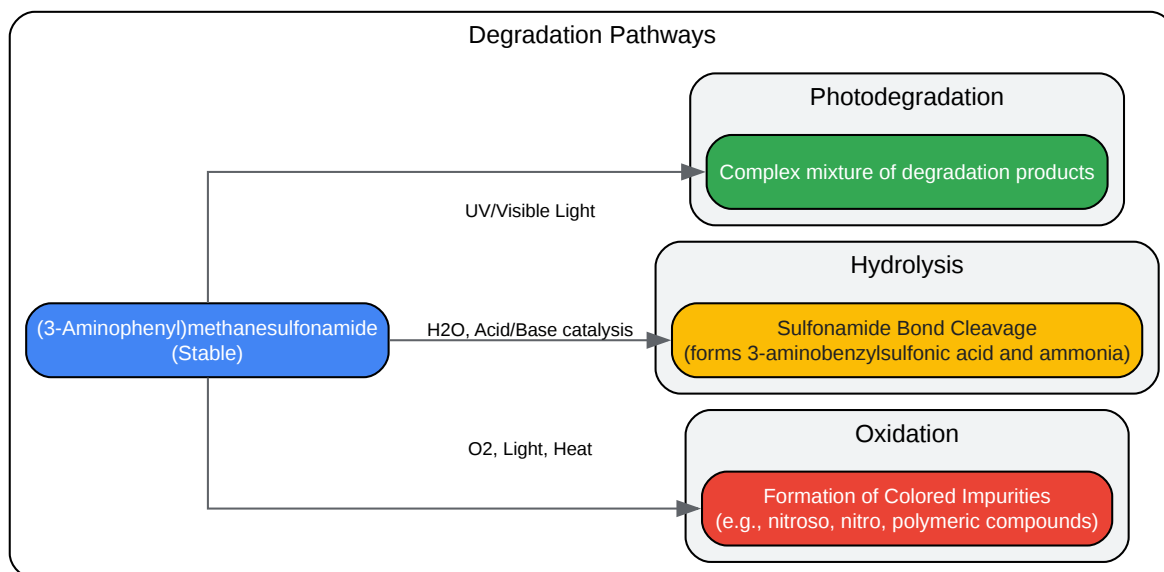 Degradation Pathways
Photodegradation
Complex mixture of degradation products
UV/Visible Light
Hydrolysis
(3-Aminophenyl)methanesulfonamide
(Stable)
H2O, Acid/Base catalysis
Sulfonamide Bond Cleavage
(forms 3-aminobenzylsulfonic acid and ammonia)
O2, Light, Heat
Oxidation
Formation of Colored Impurities
(e.g., nitroso, nitro, polymeric compounds)